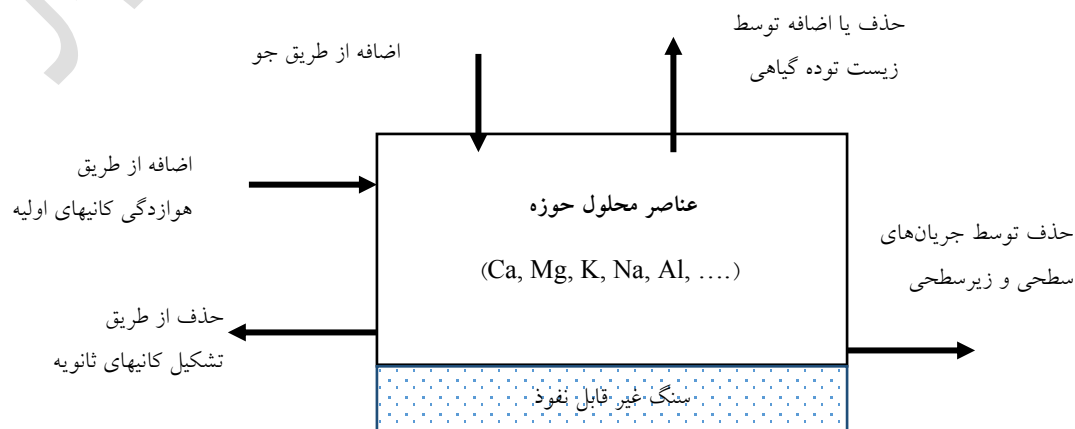 حذف یا اضافه توسط
زیست توده گیاهی
اضافه از طریق جو
اضافه از طریق
هوازدگی کانیهای اولیه
عناصر محلول حوزه
(Ca, Mg, K, Na, Al, ….)
حذف توسط جریان‌های
سطحی و زیرسطحی
حذف از طریق
تشکیل کانیهای ثانویه
سنگ غیر قابل نفوذ